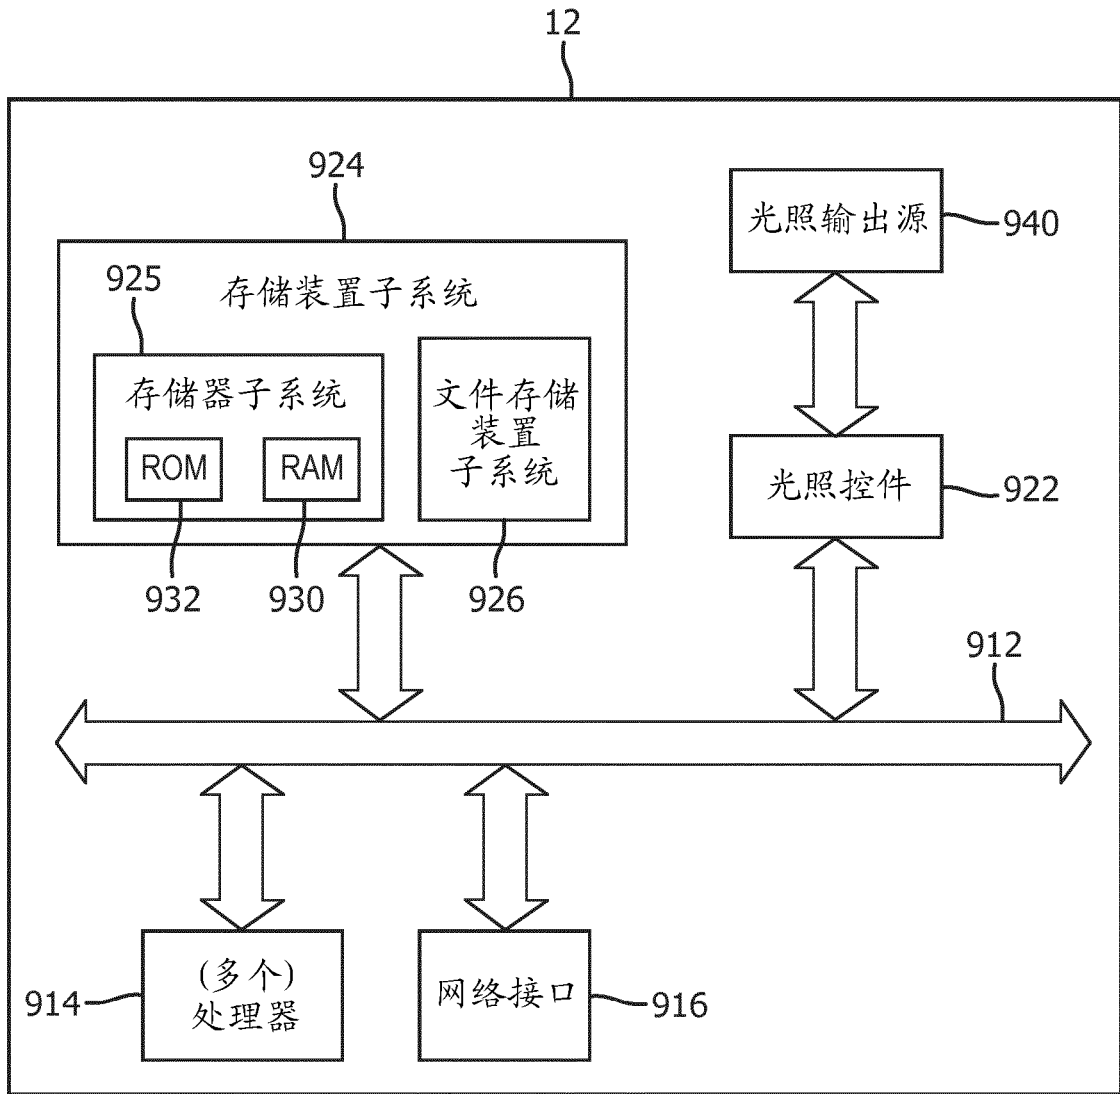 12
924
光照输出源
940
925
存储装置子系统
存储器子系统
文件存储
装置
子系统
ROM
RAM
光照控件
922
932
930
926
912
(多个)
处理器
914
网络接口
916